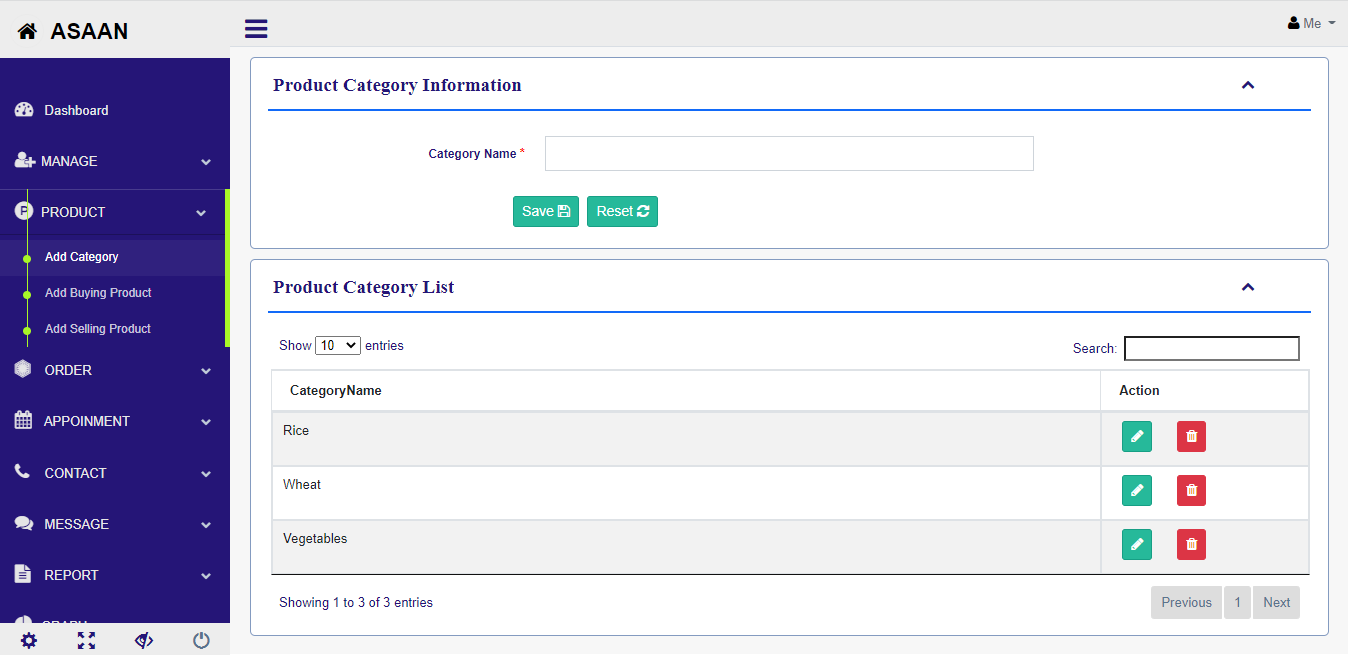 ASAAN
Me
Dashboard
MANAGE
P PRODUCT
Add Category
Add Buying Product
Add Selling Product
ORDER
APPOINMENT
CONTACT
MESSAGE
REPORT
Product Category Information
Category Name *
Save
Reset
Product Category List
Show 10 entries
Search:
CategoryName Action
Rice
Wheat
Vegetables
Showing 1 to 3 of 3 entries
Previous 1 Next